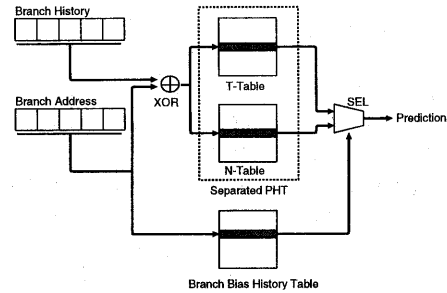 Branch History
T-Table
XOR
SEL
Branch Address
Prediction
N-Table
Separated PHT
Branch Bias History Table